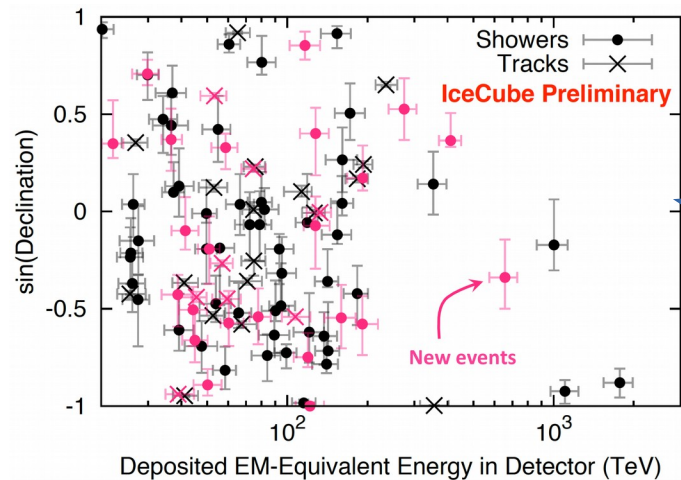 Showers
Tracks
IceCube Preliminary
1
0.5
0
-0.5
-1
sin(Declination)
New events
10²
10³
Deposited EM-Equivalent Energy in Detector (TeV)